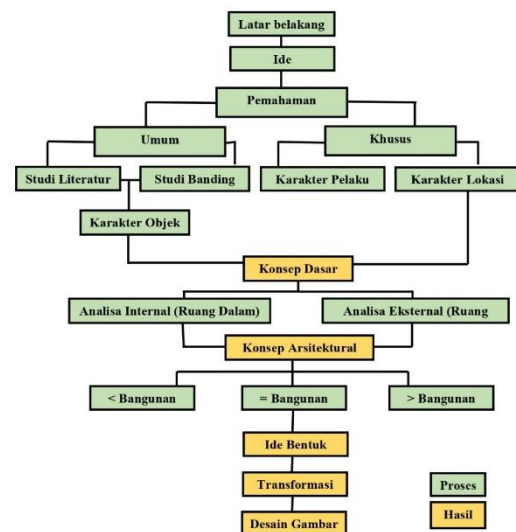 Latar belakang
Ide
Pemahaman
Umum
Khusus
Studi Literatur
Studi Banding
Karakter Pelaku
Karakter Lokasi
Karakter Objek
Konsep Dasar
Analisa Internal (Ruang Dalam)
Analisa Eksternal (Ruang
Konsep Arsitektural
< Bangunan
= Bangunan
> Bangunan
Ide Bentuk
Transformasi
Proses
Desain Gambar
Hasil